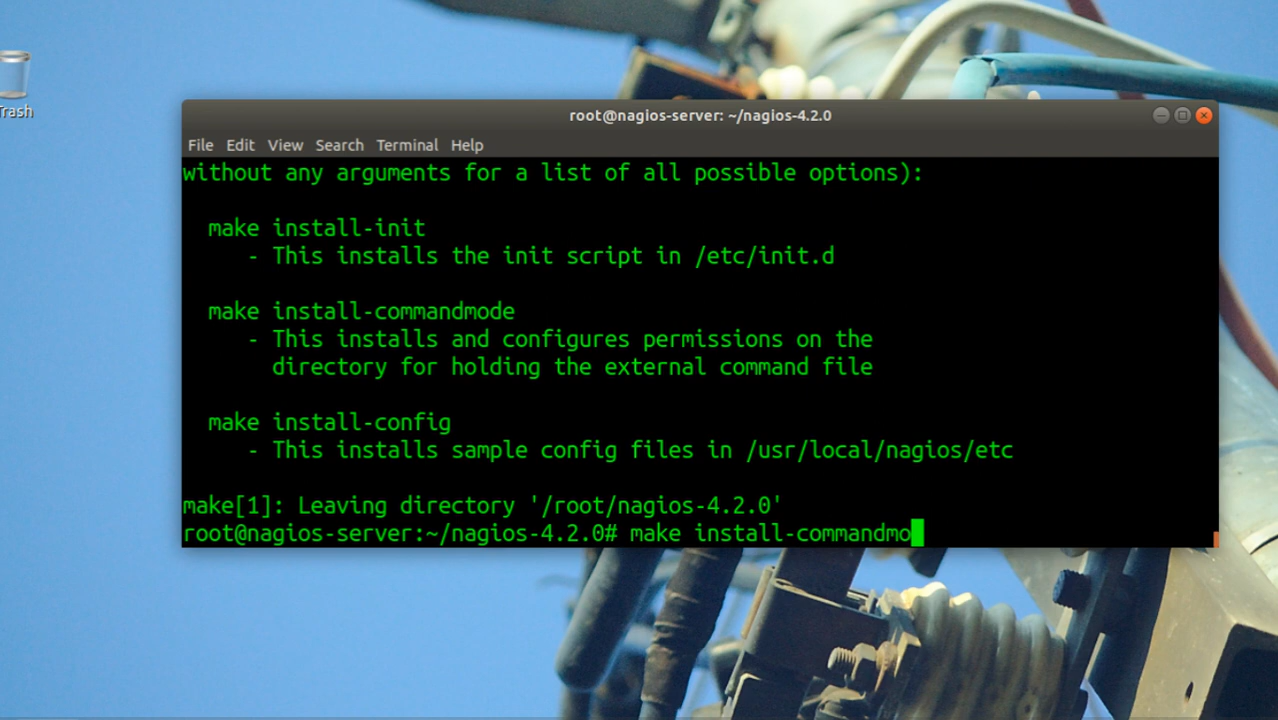 Trash
root@nagios-server: ~/nagios-4.2.0
File Edit View Search Terminal Help
without any arguments for a list of all possible options):
make install-init
- This installs the init script in /etc/init.d
make install-commandmode
- This installs and configures permissions on the
directory for holding the external command file
make install-config
- This installs sample config files in /usr/local/nagios/etc
make[1]: Leaving directory '/root/nagios-4.2.0'
root@nagios-server:~/nagios-4.2.0# make install-commandmo